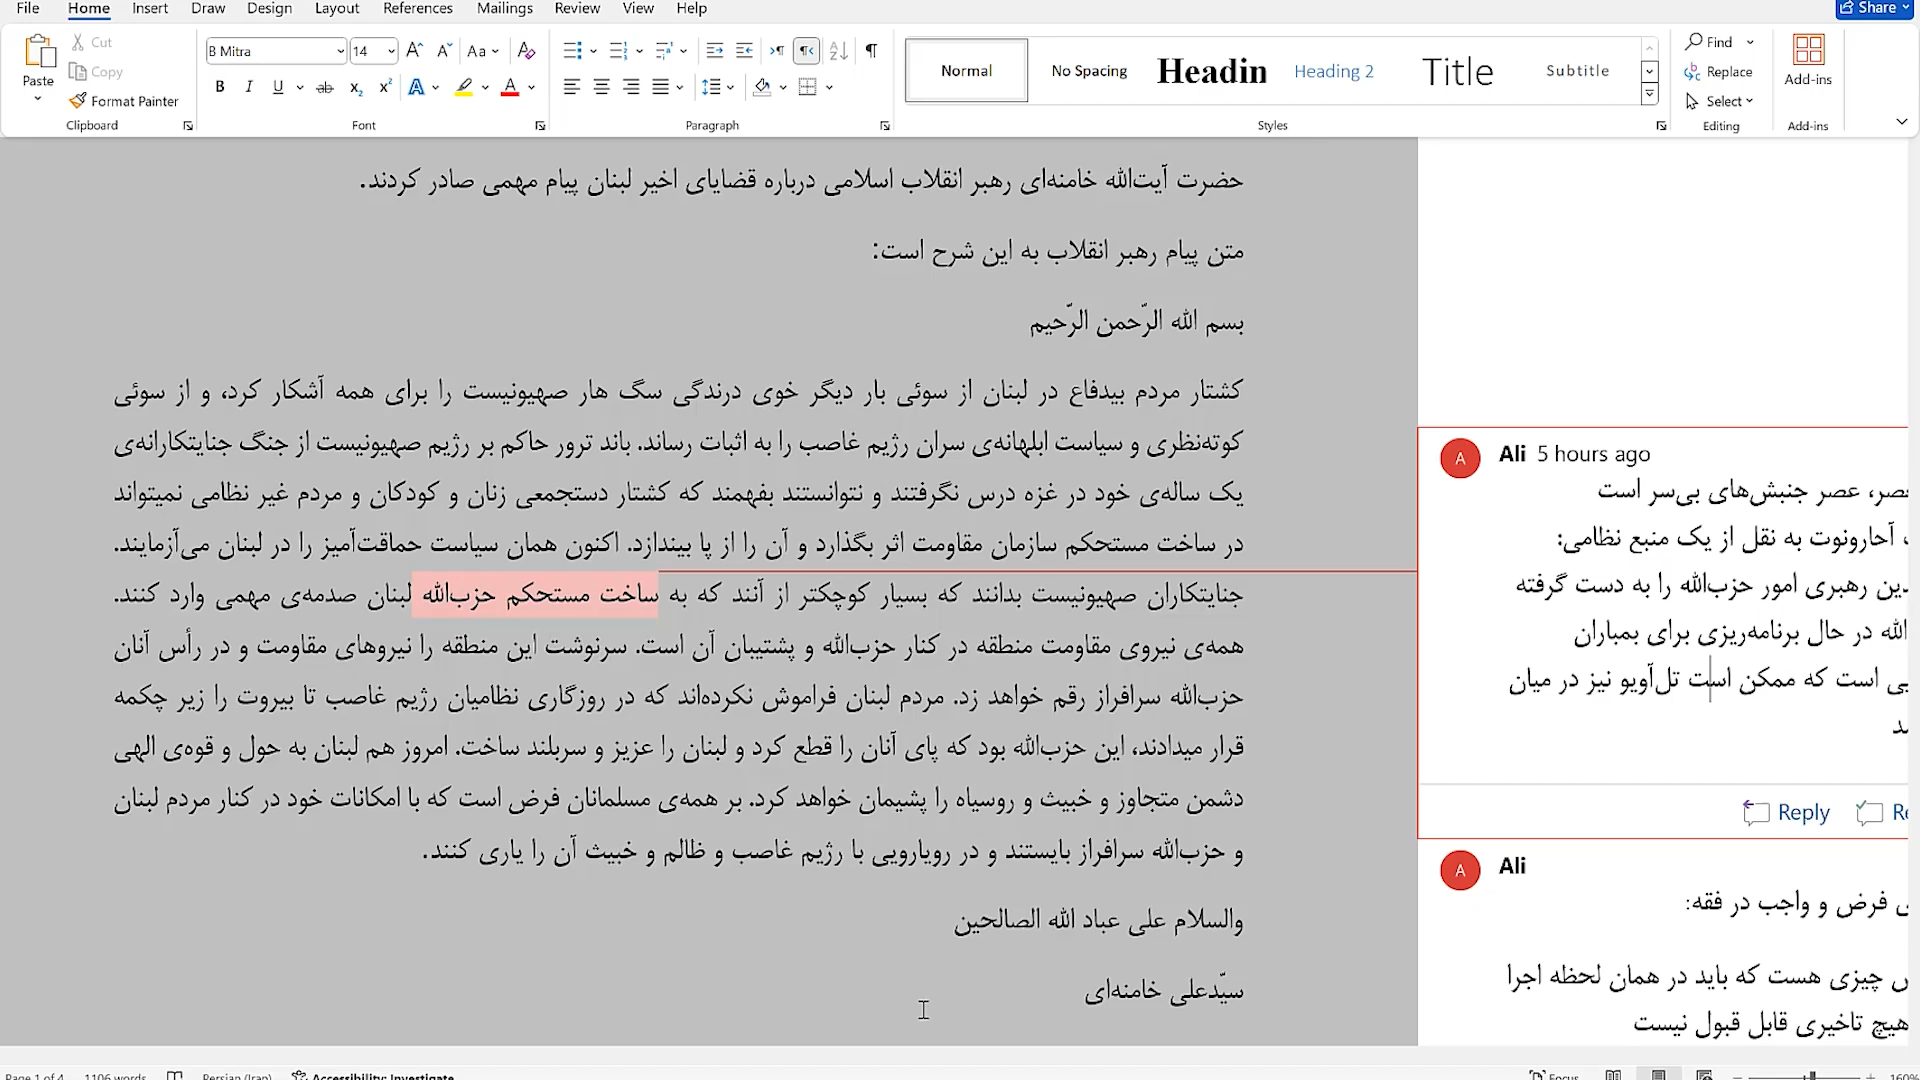 File Home Insert Draw Design Layout References Mailings Review View Help
Share
Paste
Cut
Copy
Format Painter
Clipboard
B Mitra 14
Font
Paragraph
Normal No Spacing Headin Heading 2 Title Subtitle
Styles
Find
Replace
Select
Editing
Add-ins
Add-ins
حضرت آیت‌الله خامنه‌ای رهبر انقلاب اسلامی درباره قضایای اخیر لبنان پیام مهمی صادر کردند.
متن پیام رهبر انقلاب به این شرح است:
بسم الله الرّحمن الرّحیم
کشتار مردم بیدفاع در لبنان از سوئی بار دیگر خوی درندگی سگ هار صهیونیست را برای همه آشکار کرد، و از سوئی
کوته‌نظری و سیاست ابلهانه‌ی سران رژیم غاصب را به اثبات رساند. باند ترور حاکم بر رژیم صهیونیست از جنگ جنایتکارانه‌ی
یک ساله‌ی خود در غزه درس نگرفتند و نتوانستند بفهمند که کشتار دستجمعی زنان و کودکان و مردم غیر نظامی نمیتواند
در ساخت مستحکم سازمان مقاومت اثر بگذارد و آن را از پا بیندازد. اکنون همان سیاست حماقت‌آمیز را در لبنان می‌آزمایند.
جنایتکاران صهیونیست بدانند که بسیار کوچکتر از آنند که به ساخت مستحکم حزب‌الله لبنان صدمه‌ی مهمی وارد کنند.
همه‌ی نیروی مقاومت منطقه در کنار حزب‌الله و پشتیبان آن است. سرنوشت این منطقه را نیروهای مقاومت و در رأس آنان
حزب‌الله سرافراز رقم خواهد زد. مردم لبنان فراموش نکرده‌اند که در روزگاری نظامیان رژیم غاصب تا بیروت را زیر چکمه
قرار میدادند، این حزب‌الله بود که پای آنان را قطع کرد و لبنان را عزیز و سربلند ساخت. امروز هم لبنان به حول و قوه‌ی الهی
دشمن متجاوز و خبیث و روسیاه را پشیمان خواهد کرد. بر همه‌ی مسلمانان فرض است که با امکانات خود در کنار مردم لبنان
و حزب‌الله سرافراز بایستند و در رویارویی با رژیم غاصب و ظالم و خبیث آن را یاری کنند.
والسلام علی عباد الله الصالحین
سیّدعلی خامنه‌ای
A Ali 5 hours ago
عصر، عصر جنبش‌های بی‌سر است
آحارونوت به نقل از یک منبع نظامی:
رهبری امور حزب‌الله را به دست گرفته
الله در حال برنامه‌ریزی برای بمباران
است که ممکن است تل‌آویو نیز در میان
Reply
A Ali
فرض و واجب در فقه:
چیزی هست که باید در همان لحظه اجرا
هیچ تاخیری قابل قبول نیست
Page 1 of 4 1106 words Persian (Iran) Accessibility: Investigate Focus 160%